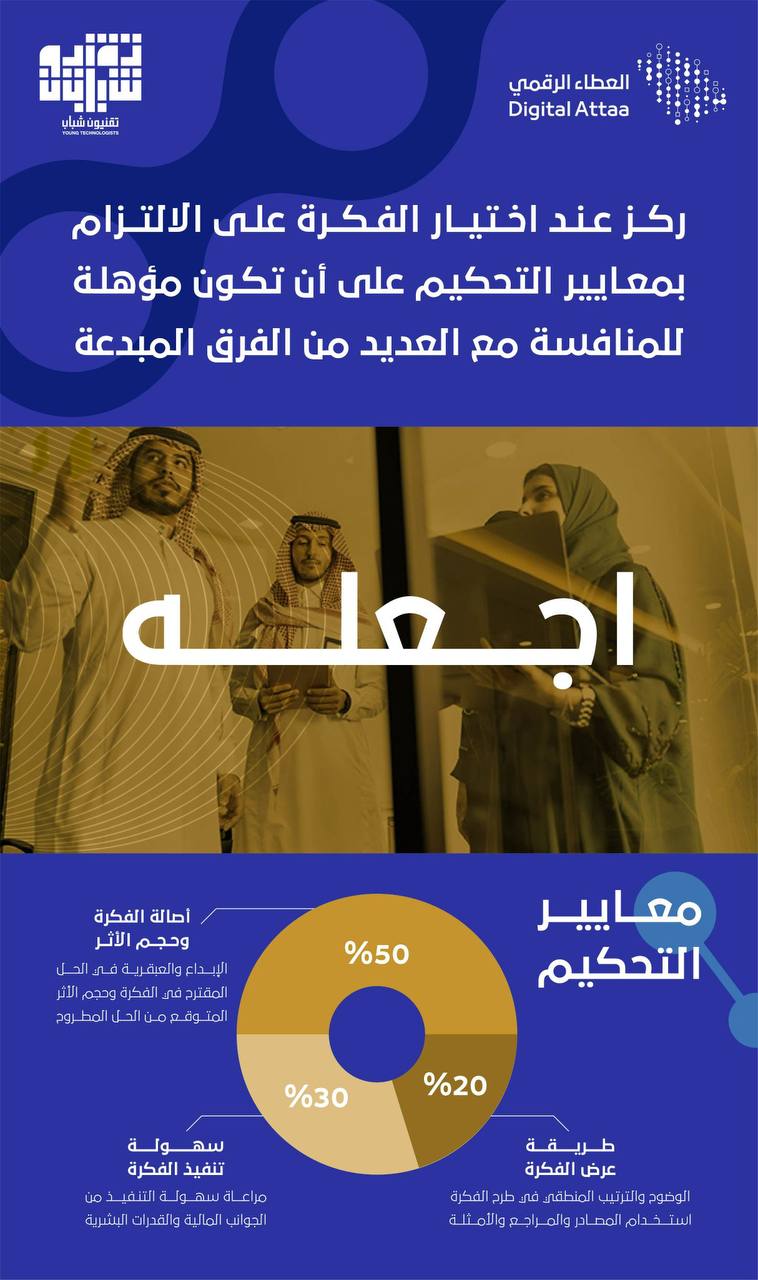 العطاء الرقمي
Digital Attaa
تقنيون شباب
تقنيون شباب
YOUNG TECHNOLOGISTS
ركز عند اختيار الفكرة على الالتزام
بمعايير التحكيم على أن تكون مؤهلة
للمنافسة مع العديد من الفرق المبدعة
اجعله
معايير
التحكيم
%50
أصالة الفكرة
وحجم الأثر
الإبداع والعبقرية في الحل
المقترح في الفكرة وحجم الأثر
المتوقع من الحل المطروح
%20
طريقة
عرض الفكرة
الوضوح والترتيب المنطقي في طرح الفكرة
استخدام المصادر والمراجع والأمثلة
%30
سهولة
تنفيذ الفكرة
مراعاة سهولة التنفيذ من
الجوانب المالية والقدرات البشرية